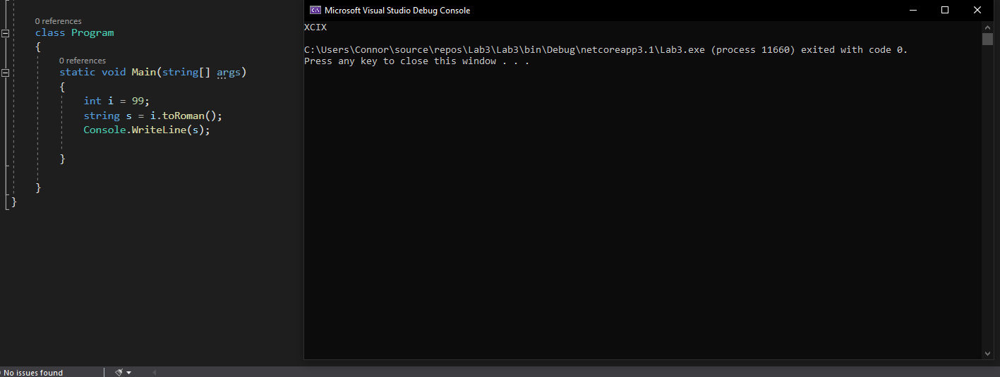 0 references
class Program
{
0 references
static void Main(string[] args)
{
int i = 99;
string s = i.toRoman();
Console.WriteLine(s);
}
}
}
No issues found
C:\ Microsoft Visual Studio Debug Console
XCIX
C:\Users\Connor\source\repos\Lab3\Lab3\bin\Debug\netcoreapp3.1\Lab3.exe (process 11660) exited with code 0.
Press any key to close this window . . .